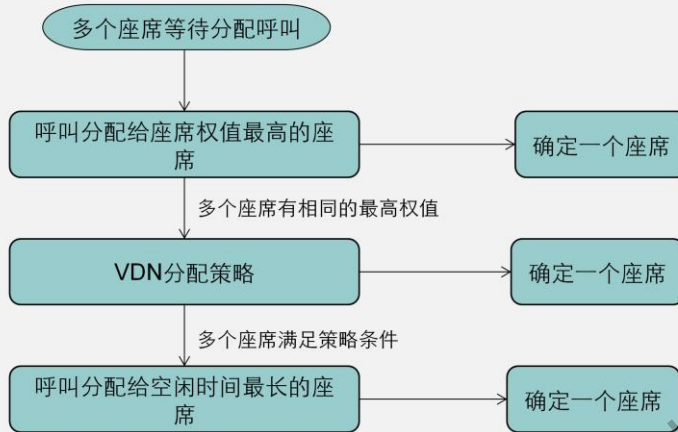 多个座席等待分配呼叫
呼叫分配给座席权值最高的座
席
确定一个座席
多个座席有相同的最高权值
VDN分配策略
确定一个座席
多个座席满足策略条件
呼叫分配给空闲时间最长的座
席
确定一个座席